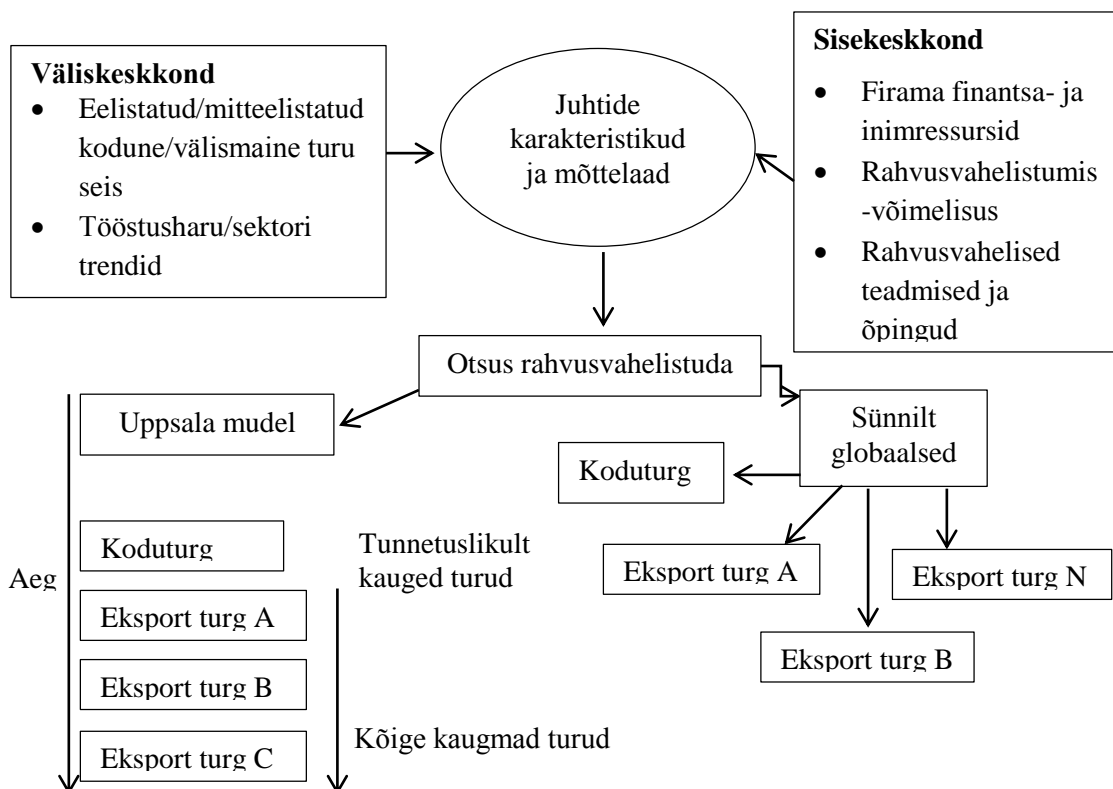 Väliskeskkond
• Eelistatud/mitteelistatud
kodune/välismaine turu
seis
• Tööstusharu/sektori
trendid
Juhtide
karakteristikud
ja mõttelaad
Sisekeskkond
• Firama finantsa- ja
inimressursid
• Rahvusvahelistumis
-võimelisus
• Rahvusvahelised
teadmised ja
õpingud
Otsus rahvusvahelistuda
Uppsala mudel
Sünnilt
globaalsed
Aeg
Koduturg
Eksport turg A
Eksport turg B
Eksport turg C
Tunnetuslikult
kauged turud
Kõige kaugmad turud
Koduturg
Eksport turg A
Eksport turg N
Eksport turg B